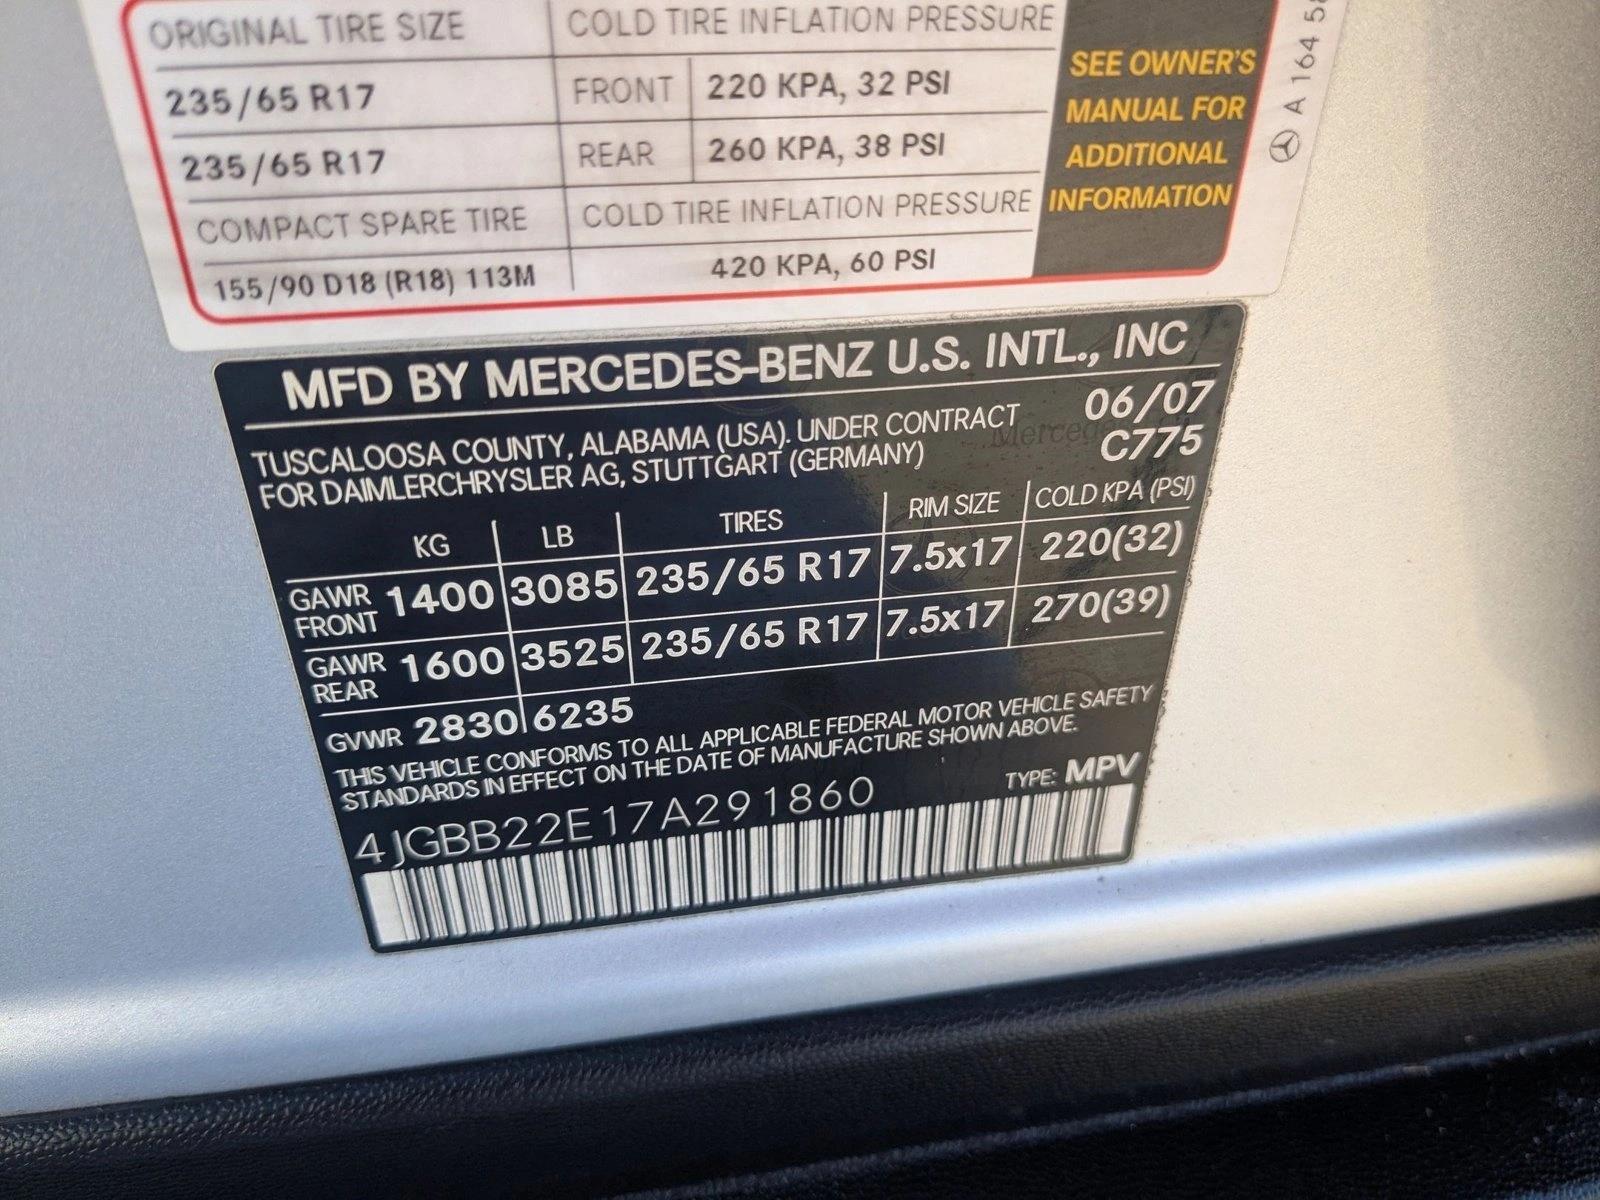 ORIGINAL TIRE SIZE COLD TIRE INFLATION PRESSURE
235/65 R17 FRONT 220 KPA, 32 PSI
235/65 R17 REAR 260 KPA, 38 PSI
COMPACT SPARE TIRE COLD TIRE INFLATION PRESSURE
155/90 D18 (R18) 113M 420 KPA, 60 PSI
SEE OWNER'S
MANUAL FOR
ADDITIONAL
INFORMATION
A 164
MFD BY MERCEDES-BENZ U.S. INTL., INC
TUSCALOOSA COUNTY, ALABAMA (USA). UNDER CONTRACT 06/07
FOR DAIMLERCHRYSLER AG, STUTTGART (GERMANY) C775
KG LB TIRES RIM SIZE COLD KPA (PSI)
GAWR FRONT 1400 3085 235/65 R17 7.5x17 220(32)
GAWR REAR 1600 3525 235/65 R17 7.5x17 270(39)
GVWR 2830 6235
THIS VEHICLE CONFORMS TO ALL APPLICABLE FEDERAL MOTOR VEHICLE SAFETY
STANDARDS IN EFFECT ON THE DATE OF MANUFACTURE SHOWN ABOVE.
4JGBB22E17A291860 TYPE: MPV